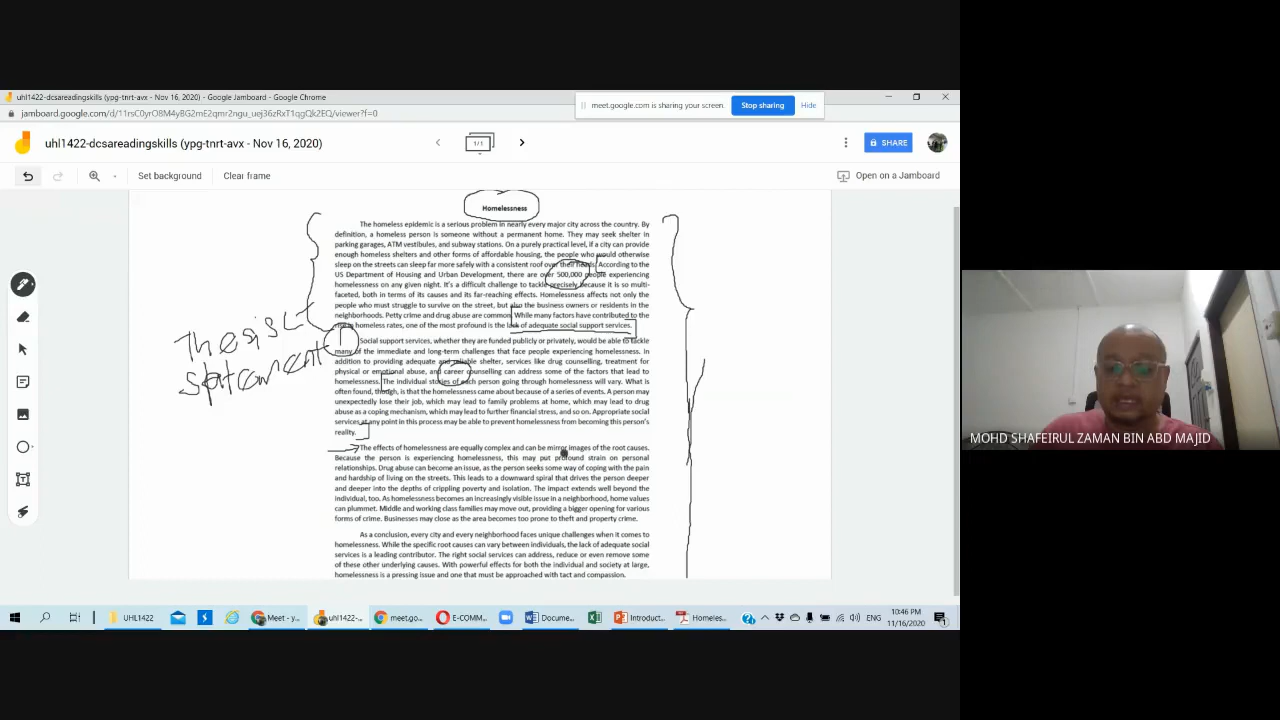 uhl1422-dcsareadingskills (ypg-tnrt-avx - Nov 16, 2020) - Google Jamboard - Google Chrome
meet.google.com is sharing your screen.
Stop sharing
Hide
uhl1422-dcsareadingskills (ypg-tnrt-avx - Nov 16, 2020)
1/1
SHARE
Set background
Clear frame
Open on a Jamboard
Homelessness
The homeless epidemic is a serious problem in nearly every major city across the country. By
definition, a homeless person is someone without a permanent home. They may seek shelter in
parking garages, ATM vestibules, and subway stations. On a purely practical level, if a city can provide
enough homeless shelters and other forms of affordable housing, the people who would otherwise
sleep on the streets can sleep far more safely with a consistent roof over their heads. According to the
US Department of Housing and Urban Development, there are over 500,000 people experiencing
homelessness on any given night. It's a difficult challenge to tackle precisely because it is so multi-
faceted, both in terms of its causes and its far-reaching effects. Homelessness affects not only the
people who must struggle to survive on the street, but also the business owners or residents in the
neighborhoods. Petty crime and drug abuse are common. While many factors have contributed to the
rise in homeless rates, one of the most profound is the lack of adequate social support services.
Thesis
statement
1
Social support services, whether they are funded publicly or privately, would be able to tackle
many of the immediate and long-term challenges that face people experiencing homelessness. In
addition to providing adequate and reliable shelter, services like drug counselling, treatment for
physical or emotional abuse, and career counselling can address some of the factors that lead to
homelessness. The individual stories of each person going through homelessness will vary. What is
often found, though, is that the homelessness came about because of a series of events. A person may
unexpectedly lose their job, which may lead to family problems at home, which may lead to drug
abuse as a coping mechanism, which may lead to further financial stress, and so on. Appropriate social
services at any point in this process may be able to prevent homelessness from becoming this person's
reality.
The effects of homelessness are equally complex and can be mirror images of the root causes.
Because the person is experiencing homelessness, this may put profound strain on personal
relationships. Drug abuse can become an issue, as the person seeks some way of coping with the pain
and hardship of living on the streets. This leads to a downward spiral that drives the person deeper
and deeper into the depths of crippling poverty and isolation. The impact extends well beyond the
individual, too. As homelessness becomes an increasingly visible issue in a neighborhood, home values
can plummet. Middle and working class families may move out, providing a bigger opening for various
forms of crime. Businesses may close as the area becomes too prone to theft and property crime.
As a conclusion, every city and every neighborhood faces unique challenges when it comes to
homelessness. While the specific root causes can vary between individuals, the lack of adequate social
services is a leading contributor. The right social services can address, reduce or even remove some
of these other underlying causes. With powerful effects for both the individual and society at large,
homelessness is a pressing issue and one that must be approached with tact and compassion.
MOHD SHAFEIRUL ZAMAN BIN ABD MAJID
UHL1422
Meet - y...
uhl1422-...
meet.go...
E-COMM...
Docume...
Introduct...
Homeles...
ENG
10:46 PM
11/16/2020